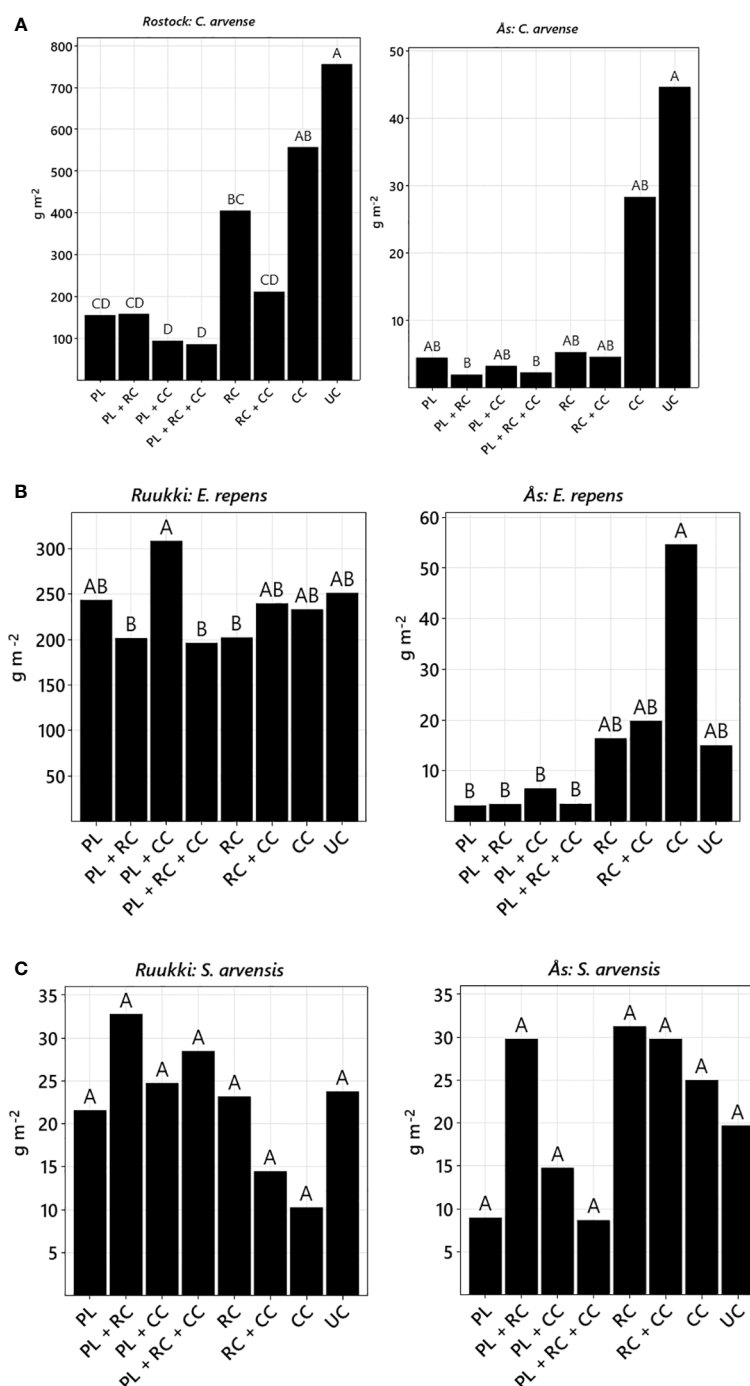 A
Rostock: C. arvense
g m⁻²
800
700
600
500
400
300
200
100
CD
CD
D
D
BC
CD
AB
A
PL
PL + RC
PL + CC
PL + RC + CC
RC
RC + CC
CC
UC
Ås: C. arvense
g m⁻²
50
40
30
20
10
AB
B
AB
B
AB
AB
AB
A
PL
PL + RC
PL + CC
PL + RC + CC
RC
RC + CC
CC
UC
B
Ruukki: E. repens
g m⁻²
300
250
200
150
100
50
AB
B
A
B
B
AB
AB
AB
PL
PL + RC
PL + CC
PL + RC + CC
RC
RC + CC
CC
UC
Ås: E. repens
g m⁻²
60
50
40
30
20
10
B
B
B
B
AB
AB
A
AB
PL
PL + RC
PL + CC
PL + RC + CC
RC
RC + CC
CC
UC
C
Ruukki: S. arvensis
g m⁻²
35
30
25
20
15
10
5
A
A
A
A
A
A
A
A
PL
PL + RC
PL + CC
PL + RC + CC
RC
RC + CC
CC
UC
Ås: S. arvensis
g m⁻²
35
30
25
20
15
10
5
A
A
A
A
A
A
A
A
PL
PL + RC
PL + CC
PL + RC + CC
RC
RC + CC
CC
UC